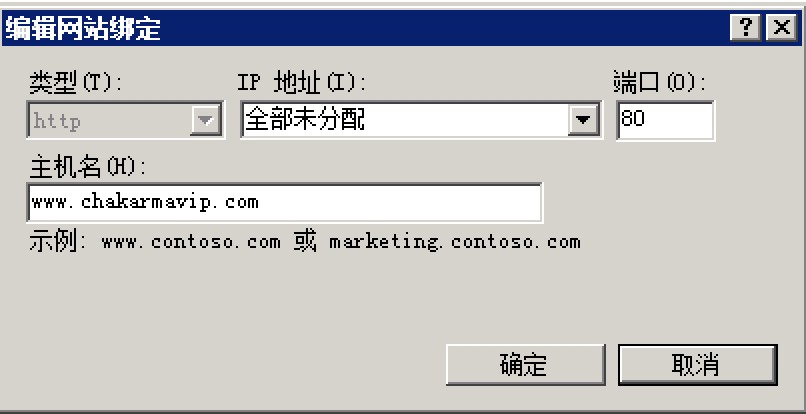 编辑网站绑定
类型(T): IP 地址(I): 端口(O):
http 全部未分配 80
主机名(H):
www.chakarmavip.com
示例: www.contoso.com 或 marketing.contoso.com
确定 取消